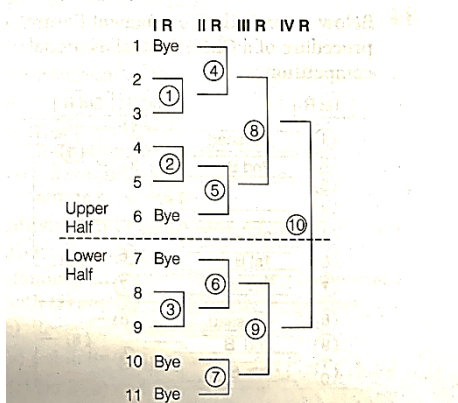 I R II R III R IV R
1 Bye
④
2
①
3
⑧
4
②
5
⑤
Upper
Half
6 Bye
⑩
Lower
Half
7 Bye
⑥
8
③
9
⑨
10 Bye
⑦
11 Bye